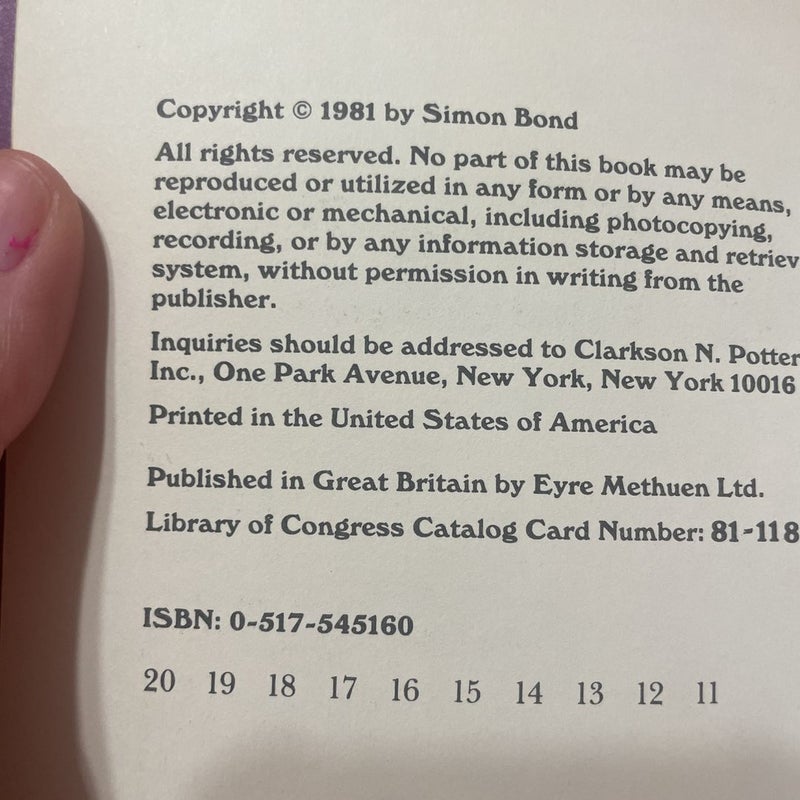 Copyright © 1981 by Simon Bond
All rights reserved. No part of this book may be
reproduced or utilized in any form or by any means,
electronic or mechanical, including photocopying,
recording, or by any information storage and retriev
system, without permission in writing from the
publisher.
Inquiries should be addressed to Clarkson N. Potter
Inc., One Park Avenue, New York, New York 10016
Printed in the United States of America
Published in Great Britain by Eyre Methuen Ltd.
Library of Congress Catalog Card Number: 81-118
ISBN: 0-517-545160
20 19 18 17 16 15 14 13 12 11